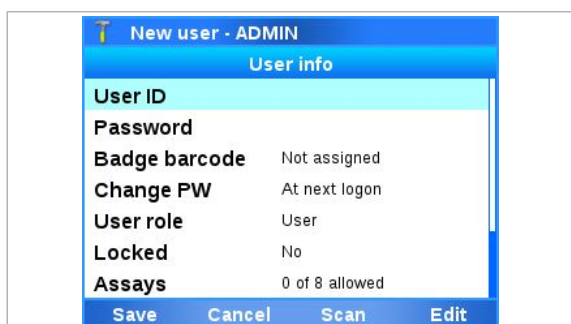 New user - ADMIN
User info
User ID
Password
Badge barcode Not assigned
Change PW At next logon
User role User
Locked No
Assays 0 of 8 allowed
Save Cancel Scan Edit